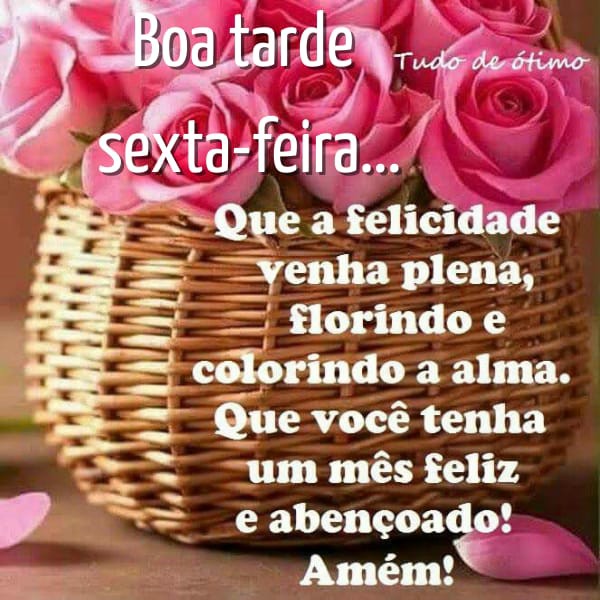 Boa tarde
Tudo de ótimo
sexta-feira...
Que a felicidade
venha plena,
florindo e
colorindo a alma.
Que você tenha
um mês feliz
e abençoado!
Amém!